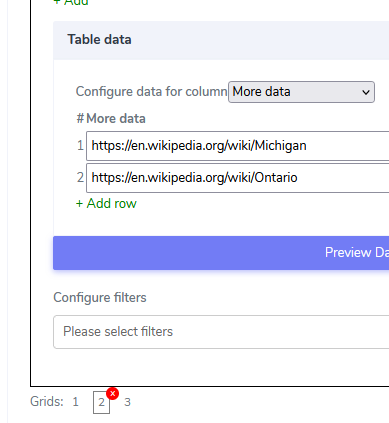 + Add
Table data
Configure data for column More data
# More data
1 https://en.wikipedia.org/wiki/Michigan
2 https://en.wikipedia.org/wiki/Ontario
+ Add row
Preview Da
Configure filters
Please select filters
Grids: 1 2 x 3